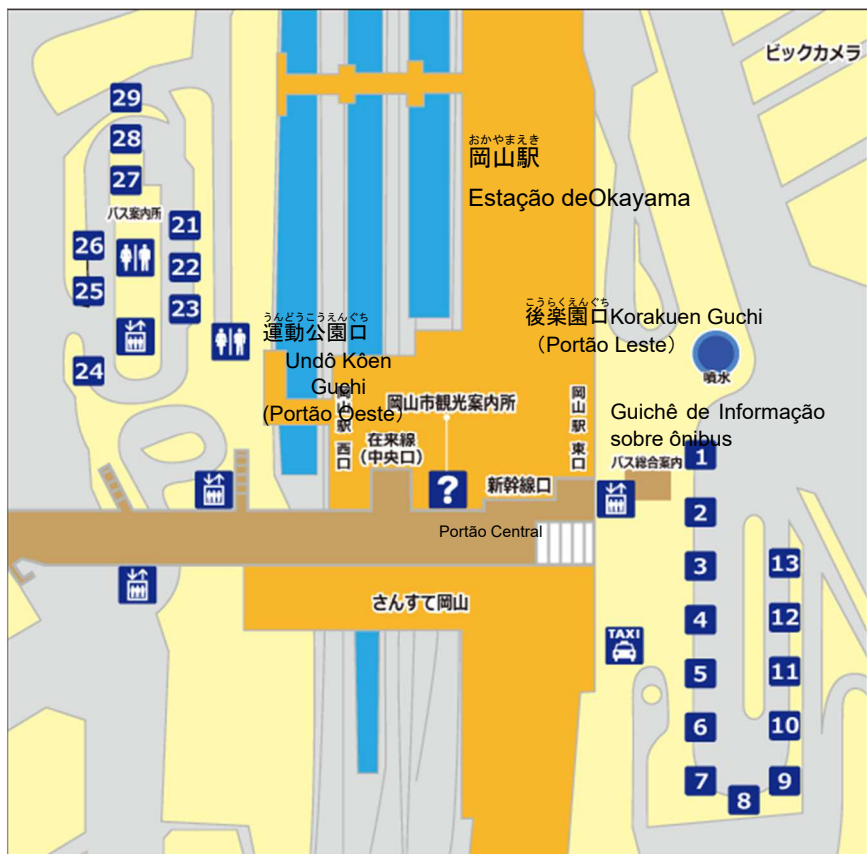 ビックカメラ
29
28
27
バス案内所
21
26
22
25
23
24
おかやまえき
岡山駅
Estação deOkayama
うんどうこうえんぐち
運動公園口
Undô Kôen
Guchi
(Portão Oeste）
こうらくえんぐち
後楽園口Korakuen Guchi
（Portão Leste）
噴水
岡山駅 西口
岡山市観光案内所
在来線
（中央口）
?
新幹線口
岡山駅 東口
Guichê de Informação
sobre ônibus
バス総合案内
Portão Central
さんすて岡山
TAXI
1
2
3
4
5
6
7
8
9
10
11
12
13